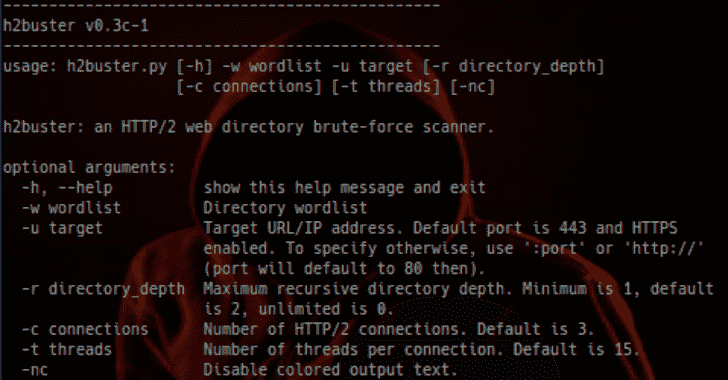 ------------------------------------------------
h2buster v0.3c-1
------------------------------------------------
usage: h2buster.py [-h] -w wordlist -u target [-r directory_depth]
[-c connections] [-t threads] [-nc]
h2buster: an HTTP/2 web directory brute-force scanner.
optional arguments:
-h, --help show this help message and exit
-w wordlist Directory wordlist
-u target Target URL/IP address. Default port is 443 and HTTPS
enabled. To specify otherwise, use ':port' or 'http://'
(port will default to 80 then).
-r directory_depth Maximum recursive directory depth. Minimum is 1, default
is 2, unlimited is 0.
-c connections Number of HTTP/2 connections. Default is 3.
-t threads Number of threads per connection. Default is 15.
-nc Disable colored output text.